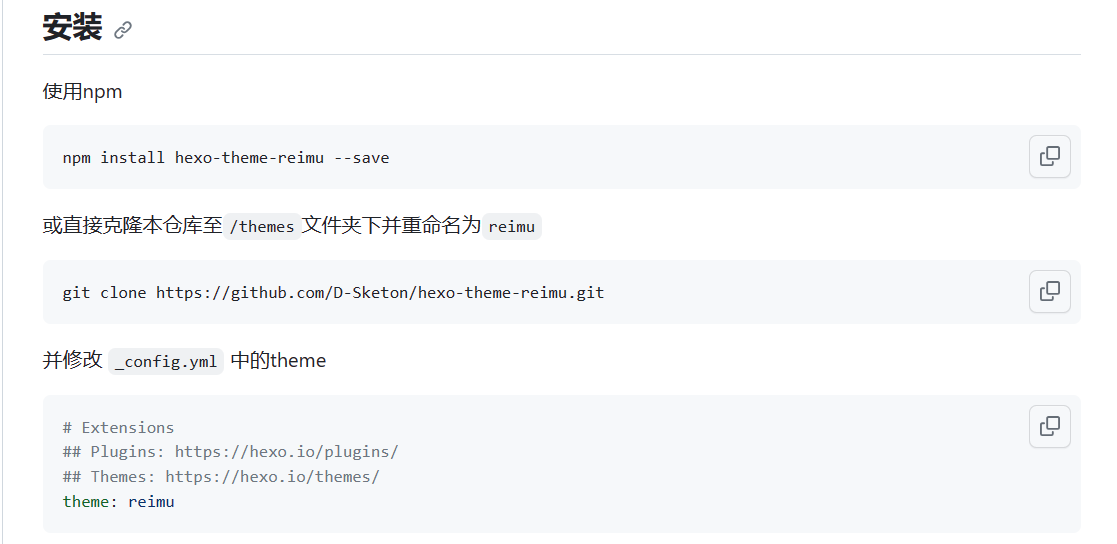 安装
使用npm
npm install hexo-theme-reimu --save
或直接克隆本仓库至 /themes 文件夹下并重命名为 reimu
git clone https://github.com/D-Sketon/hexo-theme-reimu.git
并修改 _config.yml 中的theme
# Extensions
## Plugins: https://hexo.io/plugins/
## Themes: https://hexo.io/themes/
theme: reimu